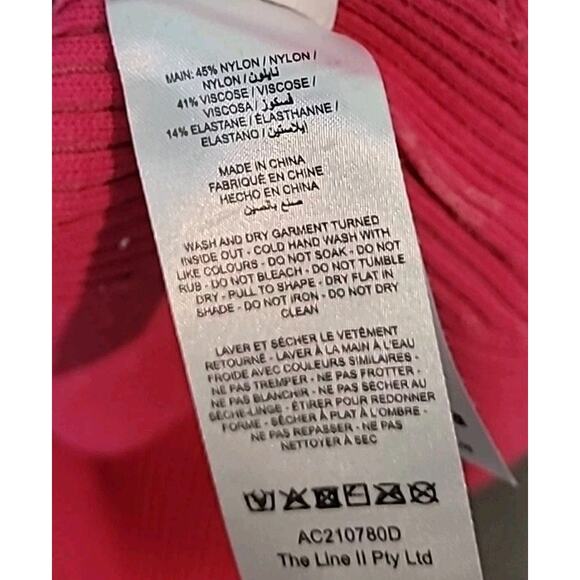 MAIN: 45% NYLON / NYLON /
NYLON / نايلون
41% VISCOSE / VISCOSE /
VISCOSA / فسكوز
14% ELASTANE / ÉLASTHANNE /
ELASTANO / إيلاستين
MADE IN CHINA
FABRIQUÉ EN CHINE
HECHO EN CHINA
صنع بالصين
WASH AND DRY GARMENT TURNED
INSIDE OUT - COLD HAND WASH WITH
LIKE COLOURS - DO NOT SOAK - DO NOT
RUB - DO NOT BLEACH - DO NOT TUMBLE
DRY - PULL TO SHAPE - DRY FLAT IN
SHADE - DO NOT IRON - DO NOT DRY
CLEAN
LAVER ET SÉCHER LE VETÊMENT
RETOURNÉ - LAVER À LA MAIN À L'EAU
FROIDE AVEC COULEURS SIMILAIRES -
NE PAS TREMPER - NE PAS FROTTER -
NE PAS BLANCHIR - NE PAS SÉCHER AU
SÈCHE-LINGE - ÉTIRER POUR REDONNER
FORME - SÉCHER À PLAT À L'OMBRE -
NE PAS REPASSER - NE PAS
NETTOYER À SEC
AC210780D
The Line II Pty Ltd